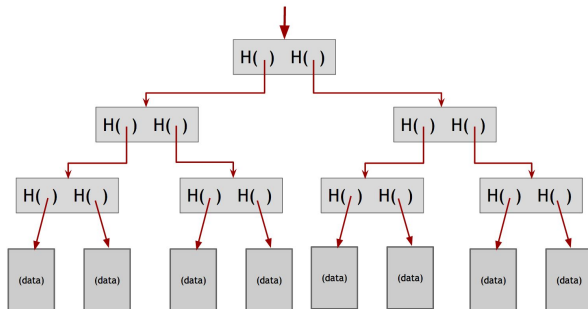 H( ) H( )
H( ) H( ) H( ) H( )
H( ) H( ) H( ) H( ) H( ) H( ) H( ) H( )
(data) (data) (data) (data) (data) (data) (data) (data)